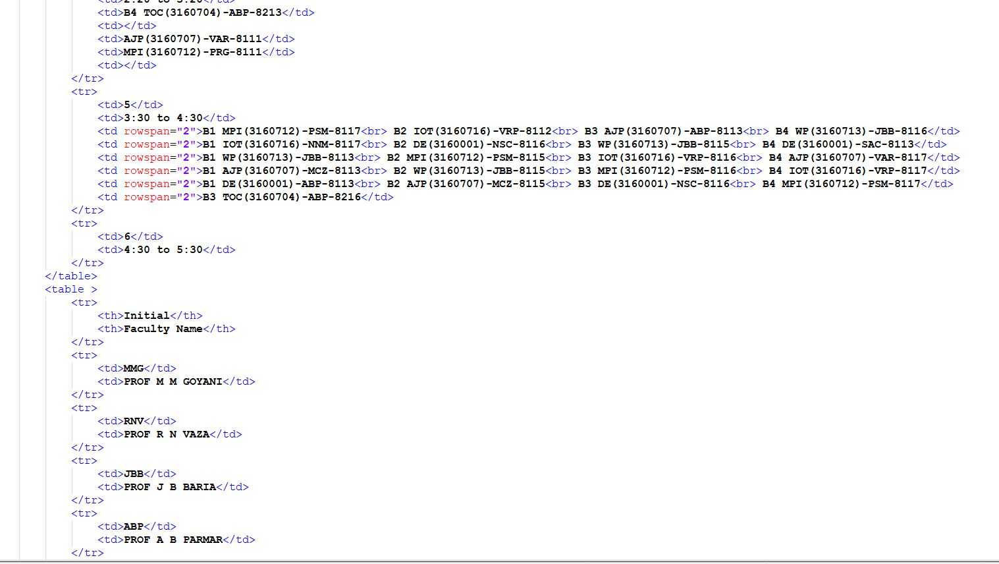 <td>2:20 to 3:20</td>
<td>B4 TOC(3160704)-ABP-8213</td>
<td></td>
<td>AJP(3160707)-VAR-8111</td>
<td>MPI(3160712)-PRG-8111</td>
<td></td>
</tr>
<tr>
<td>5</td>
<td>3:30 to 4:30</td>
<td rowspan="2">B1 MPI(3160712)-PSM-8117<br> B2 IOT(3160716)-VRP-8112<br> B3 AJP(3160707)-ABP-8113<br> B4 WP(3160713)-JBB-8116</td>
<td rowspan="2">B1 IOT(3160716)-NNM-8117<br> B2 DE(3160001)-NSC-8116<br> B3 WP(3160713)-JBB-8115<br> B4 DE(3160001)-SAC-8113</td>
<td rowspan="2">B1 WP(3160713)-JBB-8113<br> B2 MPI(3160712)-PSM-8115<br> B3 IOT(3160716)-VRP-8116<br> B4 AJP(3160707)-VAR-8117</td>
<td rowspan="2">B1 AJP(3160707)-MCZ-8113<br> B2 WP(3160713)-JBB-8115<br> B3 MPI(3160712)-PSM-8116<br> B4 IOT(3160716)-VRP-8117</td>
<td rowspan="2">B1 DE(3160001)-ABP-8113<br> B2 AJP(3160707)-MCZ-8115<br> B3 DE(3160001)-NSC-8116<br> B4 MPI(3160712)-PSM-8117</td>
<td rowspan="2">B3 TOC(3160704)-ABP-8216</td>
</tr>
<tr>
<td>6</td>
<td>4:30 to 5:30</td>
</tr>
</table>
<table >
<tr>
<th>Initial</th>
<th>Faculty Name</th>
</tr>
<tr>
<td>MMG</td>
<td>PROF M M GOYANI</td>
</tr>
<tr>
<td>RNV</td>
<td>PROF R N VAZA</td>
</tr>
<tr>
<td>JBB</td>
<td>PROF J B BARIA</td>
</tr>
<tr>
<td>ABP</td>
<td>PROF A B PARMAR</td>
</tr>